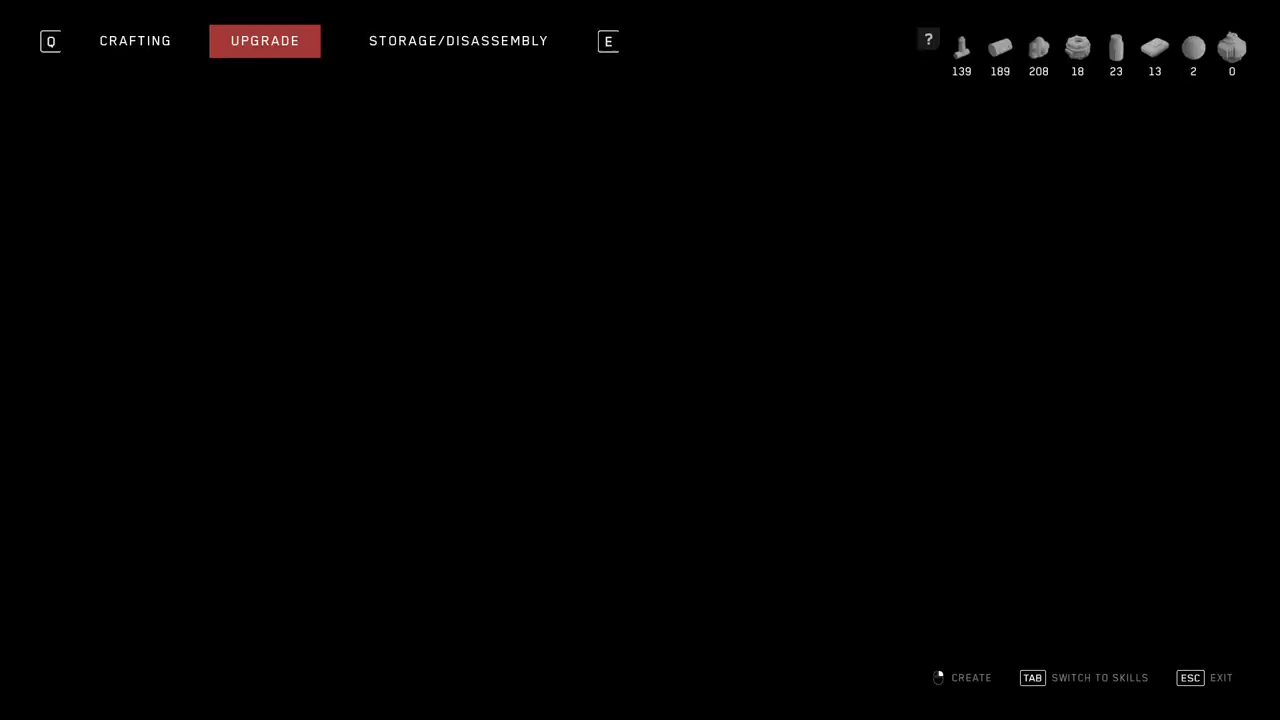 Q CRAFTING UPGRADE STORAGE/DISASSEMBLY E ?
139 189 208 18 23 13 2 0
CREATE TAB SWITCH TO SKILLS ESC EXIT